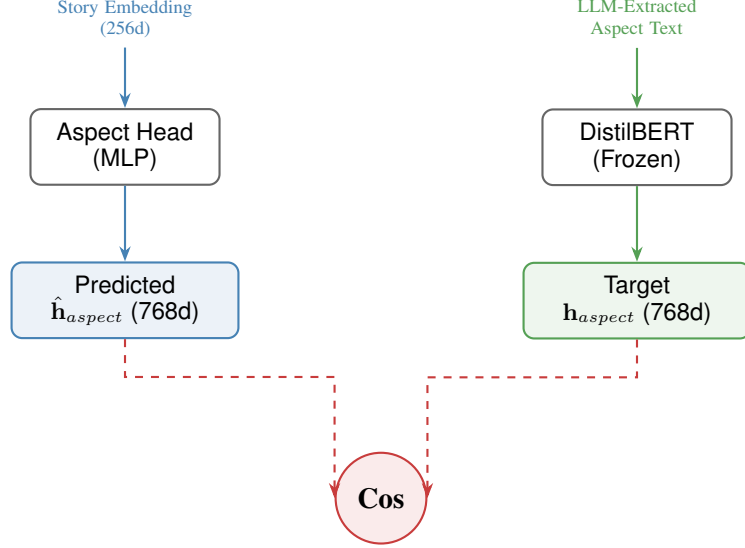 Story Embedding
(256d)
LLM-Extracted
Aspect Text
Aspect Head
(MLP)
DistilBERT
(Frozen)
Predicted
ĥ_aspect (768d)
Target
h_aspect (768d)
Cos